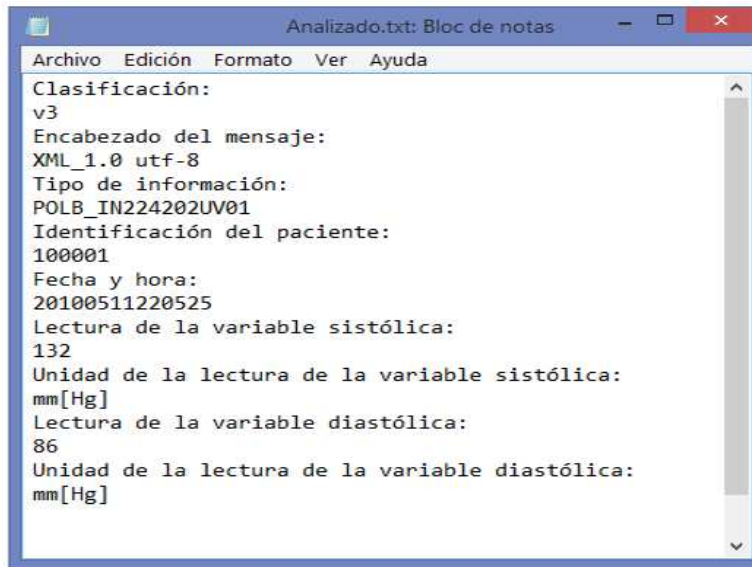 Analizado.txt: Bloc de notas
Archivo Edición Formato Ver Ayuda
Clasificación:
v3
Encabezado del mensaje:
XML_1.0 utf-8
Tipo de información:
POLB_IN224202UV01
Identificación del paciente:
100001
Fecha y hora:
20100511220525
Lectura de la variable sistólica:
132
Unidad de la lectura de la variable sistólica:
mm[Hg]
Lectura de la variable diastólica:
86
Unidad de la lectura de la variable diastólica:
mm[Hg]